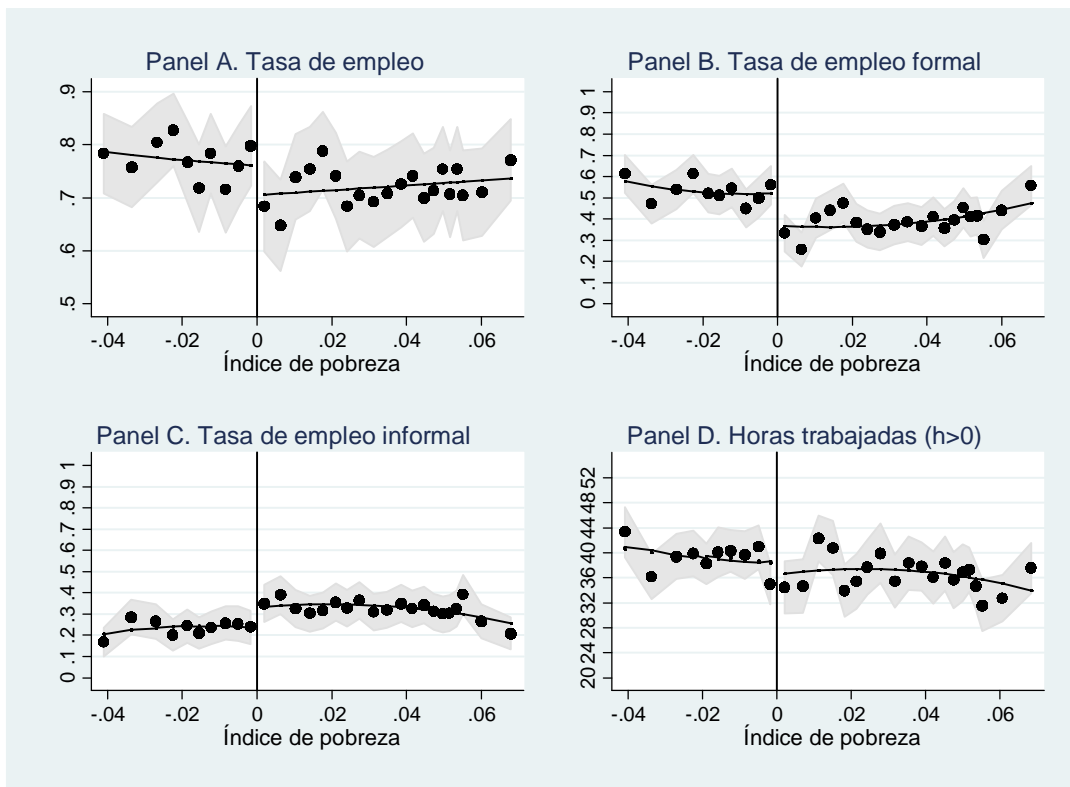 Panel A. Tasa de empleo
.5 .6 .7 .8 .9
-.04 -.02 0 .02 .04 .06
Índice de pobreza
Panel B. Tasa de empleo formal
0 .1 .2 .3 .4 .5 .6 .7 .8 .9 1
-.04 -.02 0 .02 .04 .06
Índice de pobreza
Panel C. Tasa de empleo informal
0 .1 .2 .3 .4 .5 .6 .7 .8 .9 1
-.04 -.02 0 .02 .04 .06
Índice de pobreza
Panel D. Horas trabajadas (h>0)
20 24 28 32 36 40 44 48 52
-.04 -.02 0 .02 .04 .06
Índice de pobreza